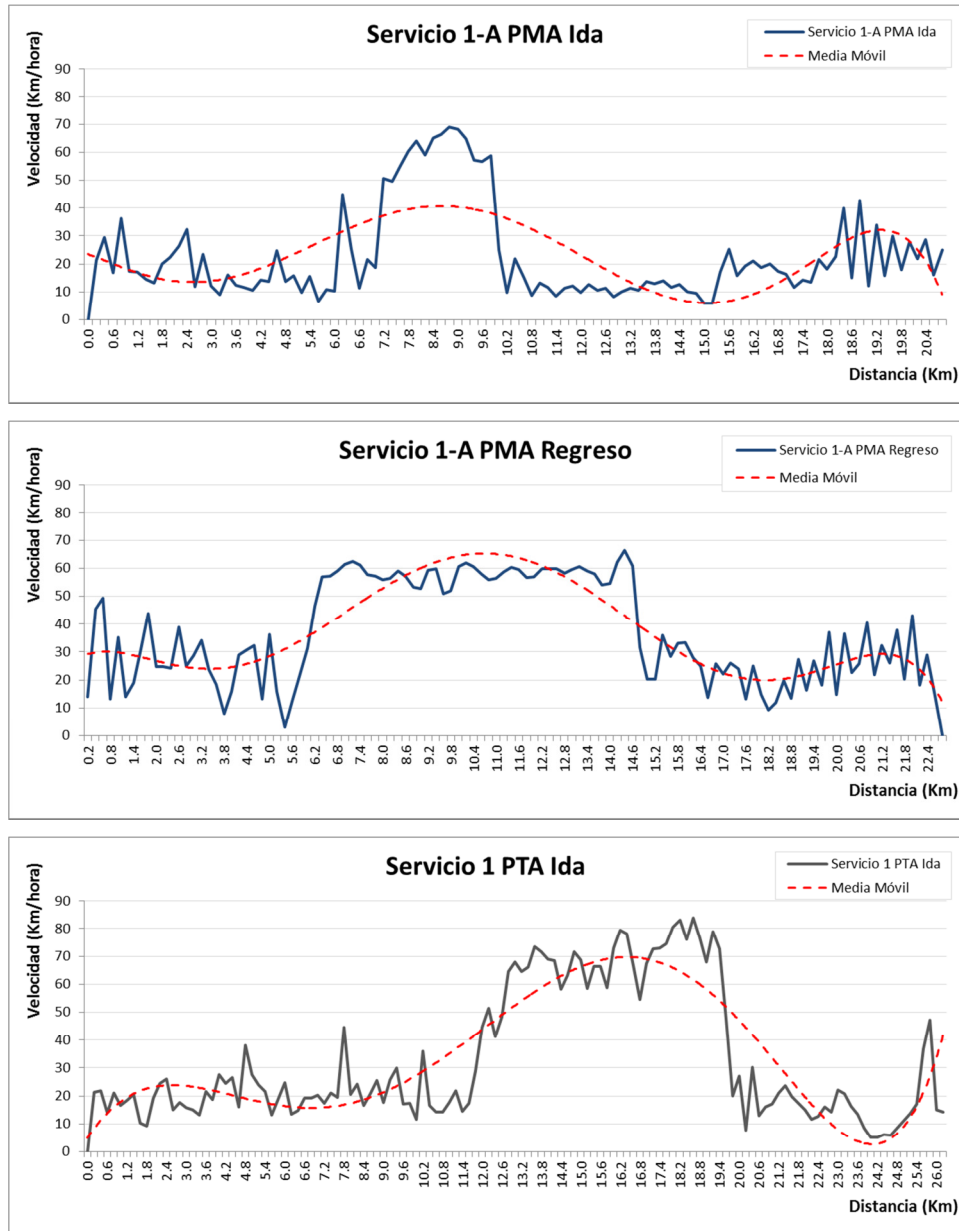 Servicio 1-A PMA Ida
Servicio 1-A PMA Ida
Media Móvil
Velocidad (Km/hora)
90
80
70
60
50
40
30
20
10
0
0.0 0.6 1.2 1.8 2.4 3.0 3.6 4.2 4.8 5.4 6.0 6.6 7.2 7.8 8.4 9.0 9.6 10.2 10.8 11.4 12.0 12.6 13.2 13.8 14.4 15.0 15.6 16.2 16.8 17.4 18.0 18.6 19.2 19.8 20.4
Distancia (Km)
Servicio 1-A PMA Regreso
Servicio 1-A PMA Regreso
Media Móvil
Velocidad (Km/hora)
90
80
70
60
50
40
30
20
10
0
0.2 0.8 1.4 2.0 2.6 3.2 3.8 4.4 5.0 5.6 6.2 6.8 7.4 8.0 8.6 9.2 9.8 10.4 11.0 11.6 12.2 12.8 13.4 14.0 14.6 15.2 15.8 16.4 17.0 17.6 18.2 18.8 19.4 20.0 20.6 21.2 21.8 22.4
Distancia (Km)
Servicio 1 PTA Ida
Servicio 1 PTA Ida
Media Móvil
Velocidad (Km/hora)
90
80
70
60
50
40
30
20
10
0
0.0 0.6 1.2 1.8 2.4 3.0 3.6 4.2 4.8 5.4 6.0 6.6 7.2 7.8 8.4 9.0 9.6 10.2 10.8 11.4 12.0 12.6 13.2 13.8 14.4 15.0 15.6 16.2 16.8 17.4 18.2 18.8 19.4 20.0 20.6 21.2 21.8 22.4 23.0 23.6 24.2 24.8 25.4 26.0
Distancia (Km)